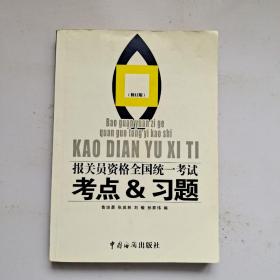 (修订版)
Bao guan yuan zi ge
quan guo tong yi kao shi
KAO DIAN YU XI TI
报关员资格全国统一考试
考点 & 习题
编
中国海关出版社